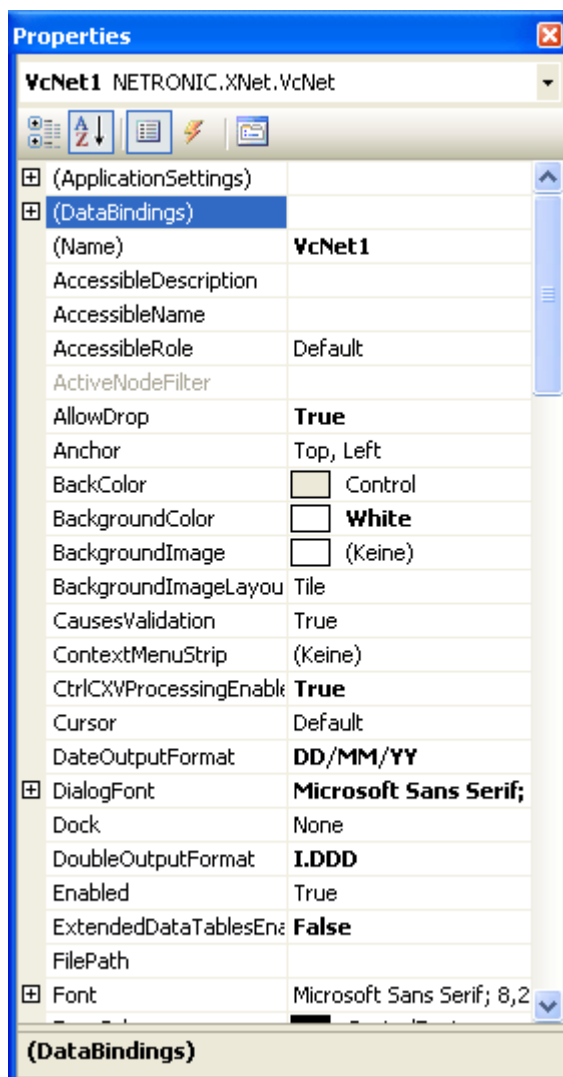 Properties
VcNet1 NETRONIC.XNet.VcNet
(ApplicationSettings)
(DataBindings)
(Name) VcNet1
AccessibleDescription
AccessibleName
AccessibleRole Default
ActiveNodeFilter
AllowDrop True
Anchor Top, Left
BackColor Control
BackgroundColor White
BackgroundImage (Keine)
BackgroundImageLayou Tile
CausesValidation True
ContextMenuStrip (Keine)
CtrlCXVProcessingEnable True
Cursor Default
DateOutputFormat DD/MM/YY
DialogFont Microsoft Sans Serif;
Dock None
DoubleOutputFormat I.DDD
Enabled True
ExtendedDataTablesEna False
FilePath
Font Microsoft Sans Serif; 8,2
(DataBindings)